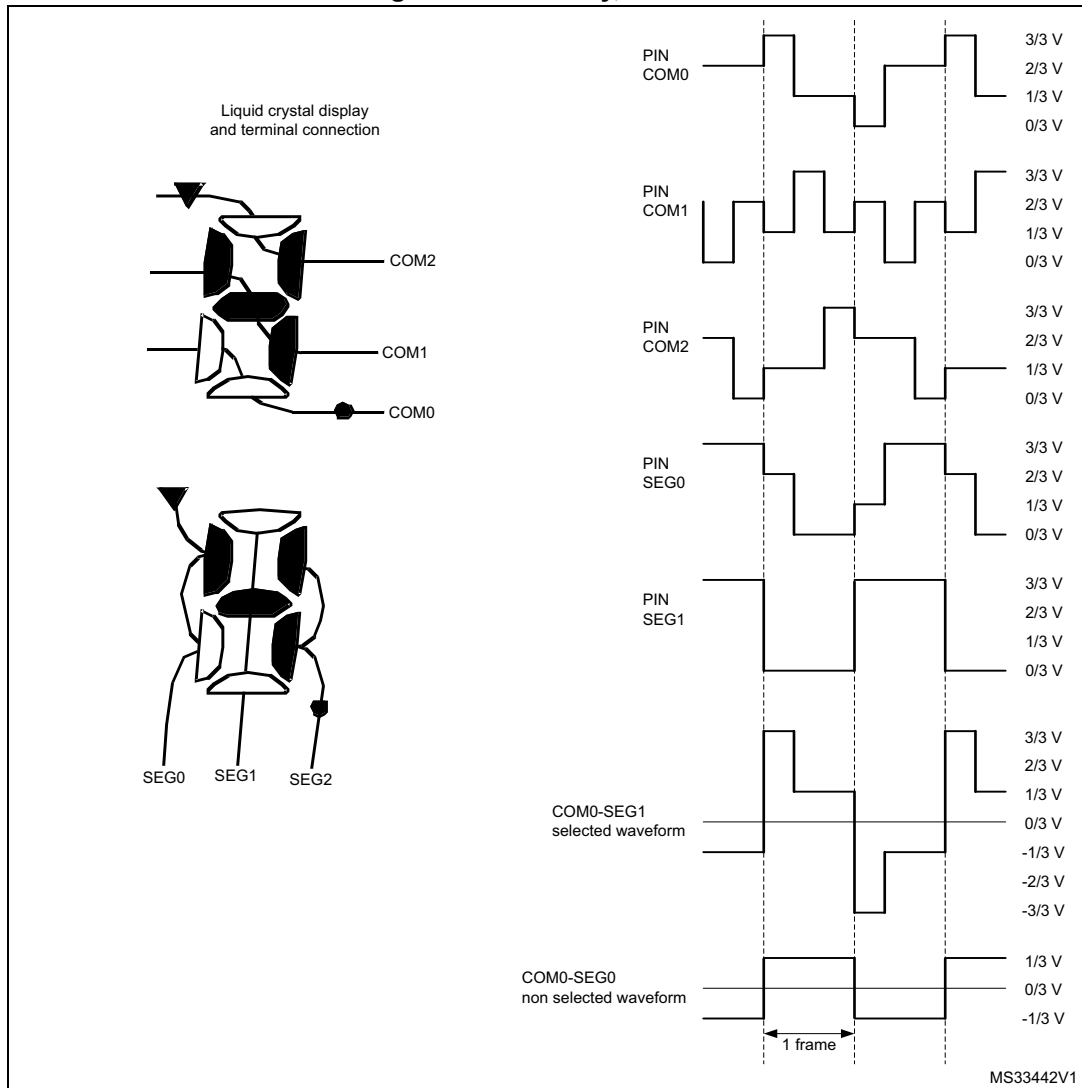 Liquid crystal display
and terminal connection
COM2
COM1
COM0
SEG0
SEG1
SEG2
PIN
COM0
3/3 V
2/3 V
1/3 V
0/3 V
PIN
COM1
3/3 V
2/3 V
1/3 V
0/3 V
PIN
COM2
3/3 V
2/3 V
1/3 V
0/3 V
PIN
SEG0
3/3 V
2/3 V
1/3 V
0/3 V
PIN
SEG1
3/3 V
2/3 V
1/3 V
0/3 V
COM0-SEG1
selected waveform
3/3 V
2/3 V
1/3 V
0/3 V
-1/3 V
-2/3 V
-3/3 V
COM0-SEG0
non selected waveform
1/3 V
0/3 V
-1/3 V
1 frame
MS33442V1